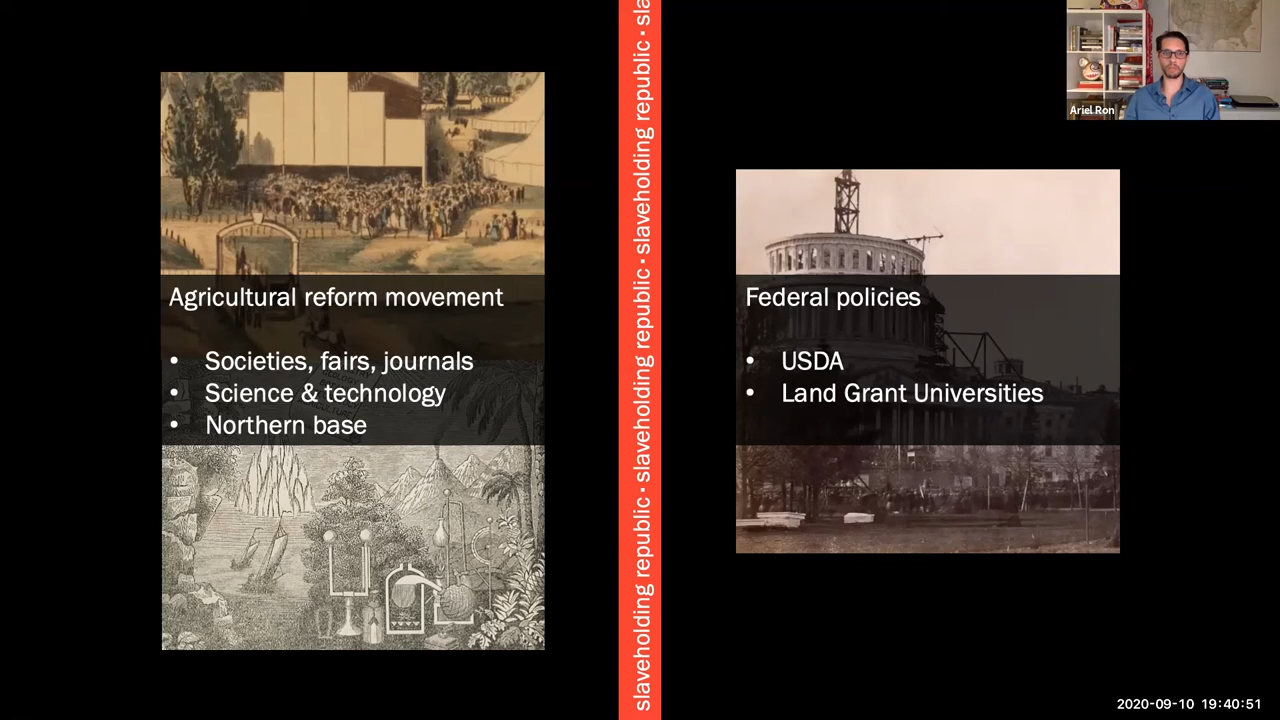 Agricultural reform movement
• Societies, fairs, journals
• Science & technology
• Northern base
slaveholding republic · slaveholding republic · slaveholding republic · sla
Federal policies
• USDA
• Land Grant Universities
Ariel Ron
2020-09-10 19:40:51